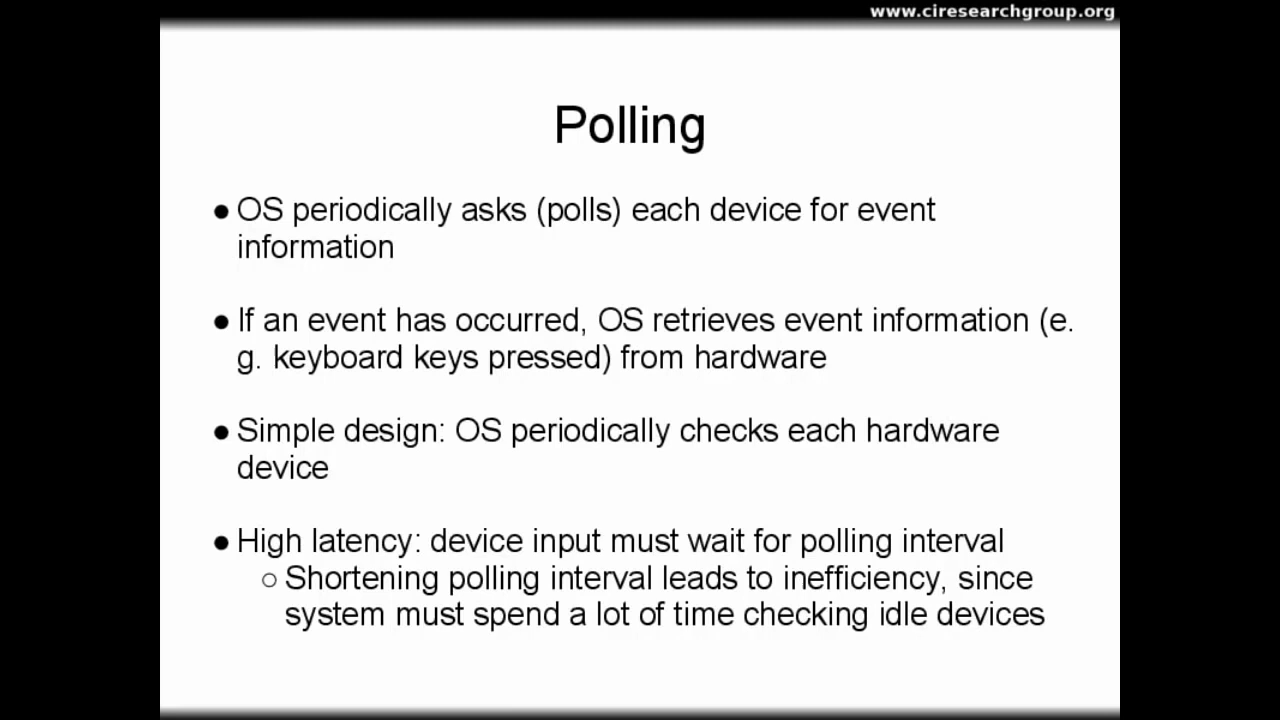 www.ciresearchgroup.org
Polling
● OS periodically asks (polls) each device for event
information
● If an event has occurred, OS retrieves event information (e.
g. keyboard keys pressed) from hardware
● Simple design: OS periodically checks each hardware
device
● High latency: device input must wait for polling interval
○ Shortening polling interval leads to inefficiency, since
system must spend a lot of time checking idle devices